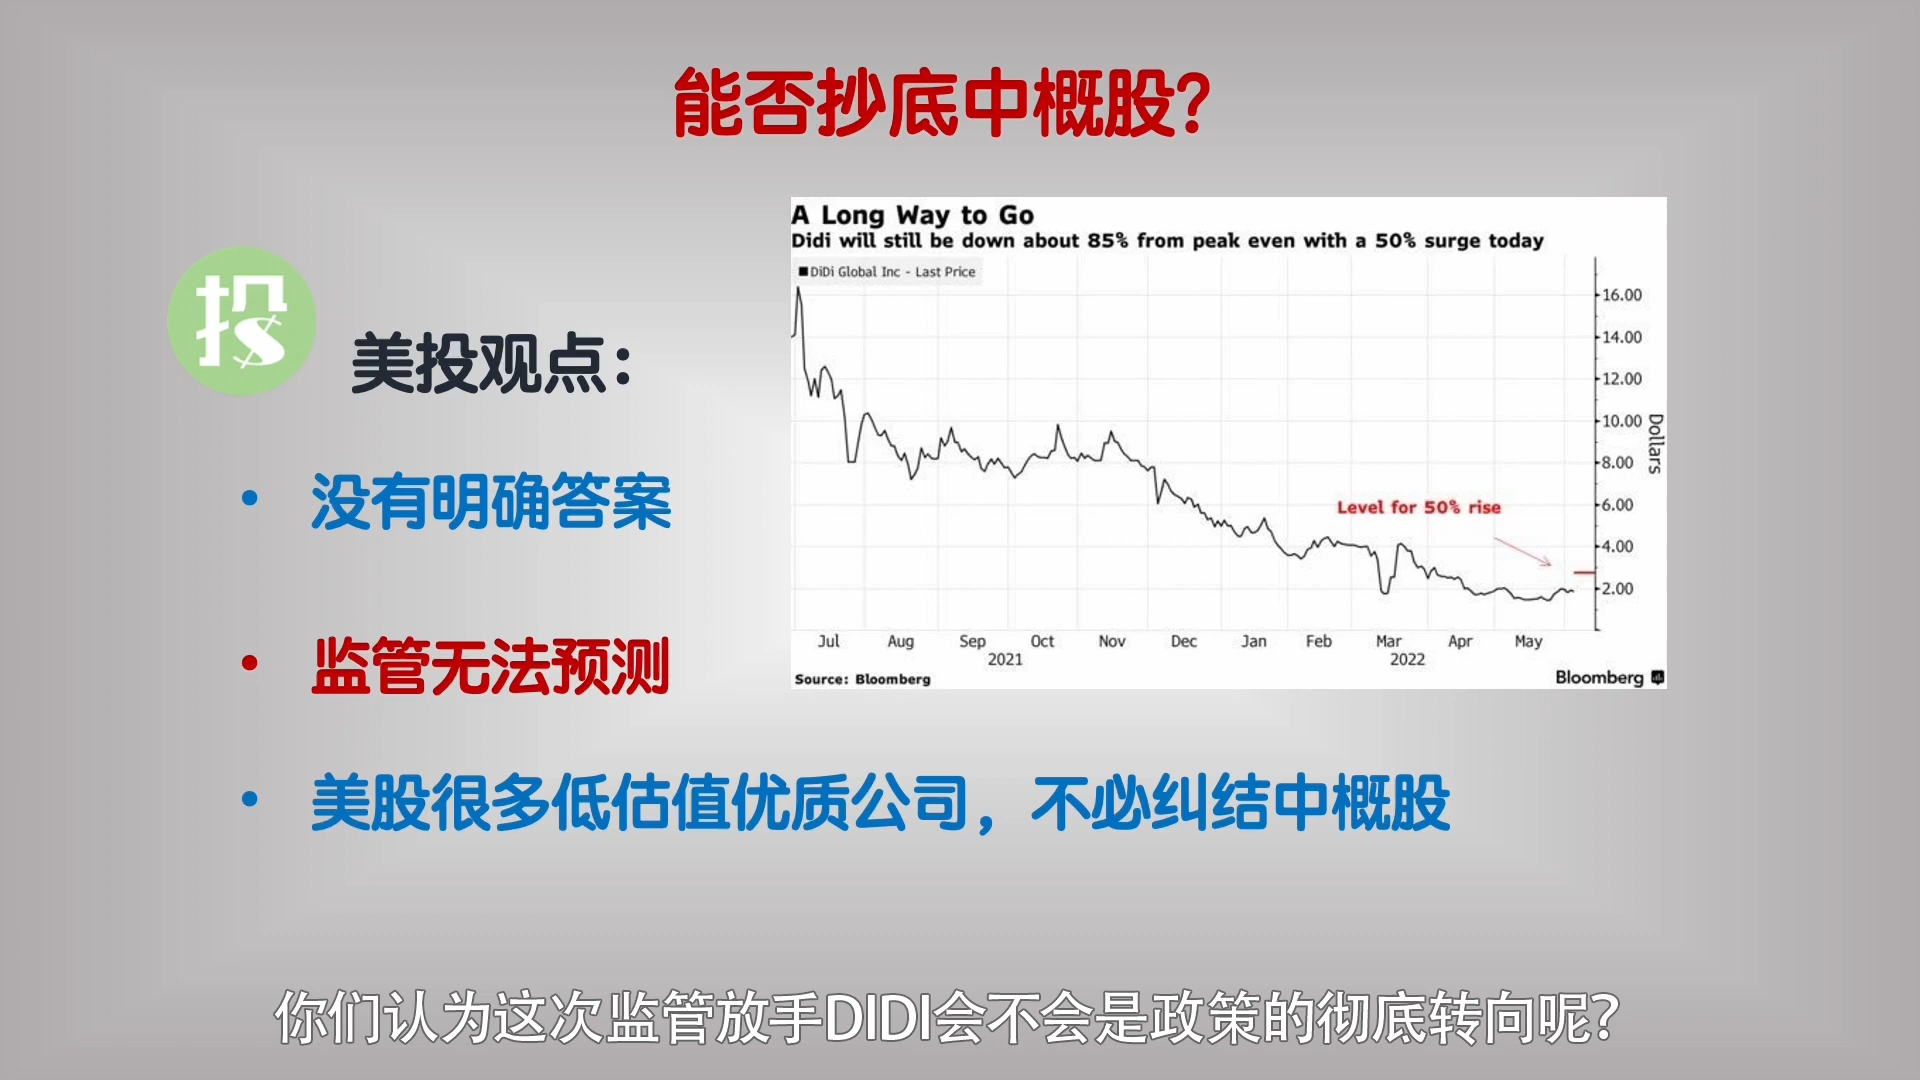 能否抄底中概股？
投
美投观点：
没有明确答案
监管无法预测
美股很多低估值优质公司，不必纠结中概股
A Long Way to Go
Didi will still be down about 85% from peak even with a 50% surge today
DiDi Global Inc - Last Price
16.00
14.00
12.00
10.00
8.00
6.00
4.00
2.00
Dollars
Level for 50% rise
Jul Aug Sep Oct Nov Dec Jan Feb Mar Apr May
2021 2022
Source: Bloomberg
Bloomberg
你们认为这次监管放手DIDI会不会是政策的彻底转向呢？